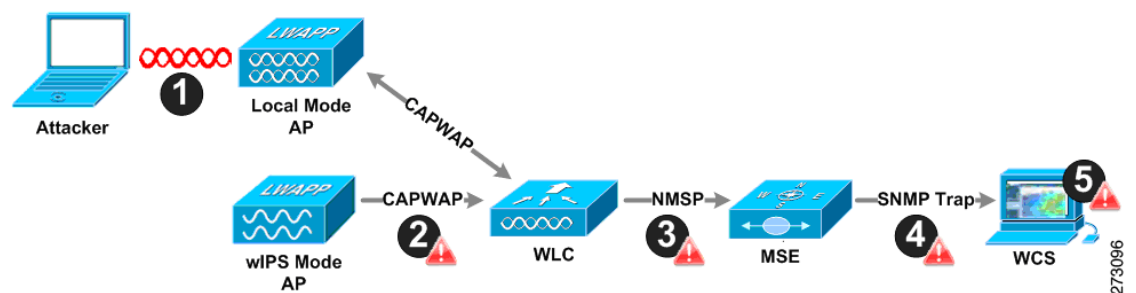 LWAPP
1
Attacker
Local Mode
AP
CAPWAP
LWAPP
wIPS Mode
AP
CAPWAP
2
WLC
NMSP
3
N
W
E
S
MSE
SNMP Trap
4
5
WCS
273096